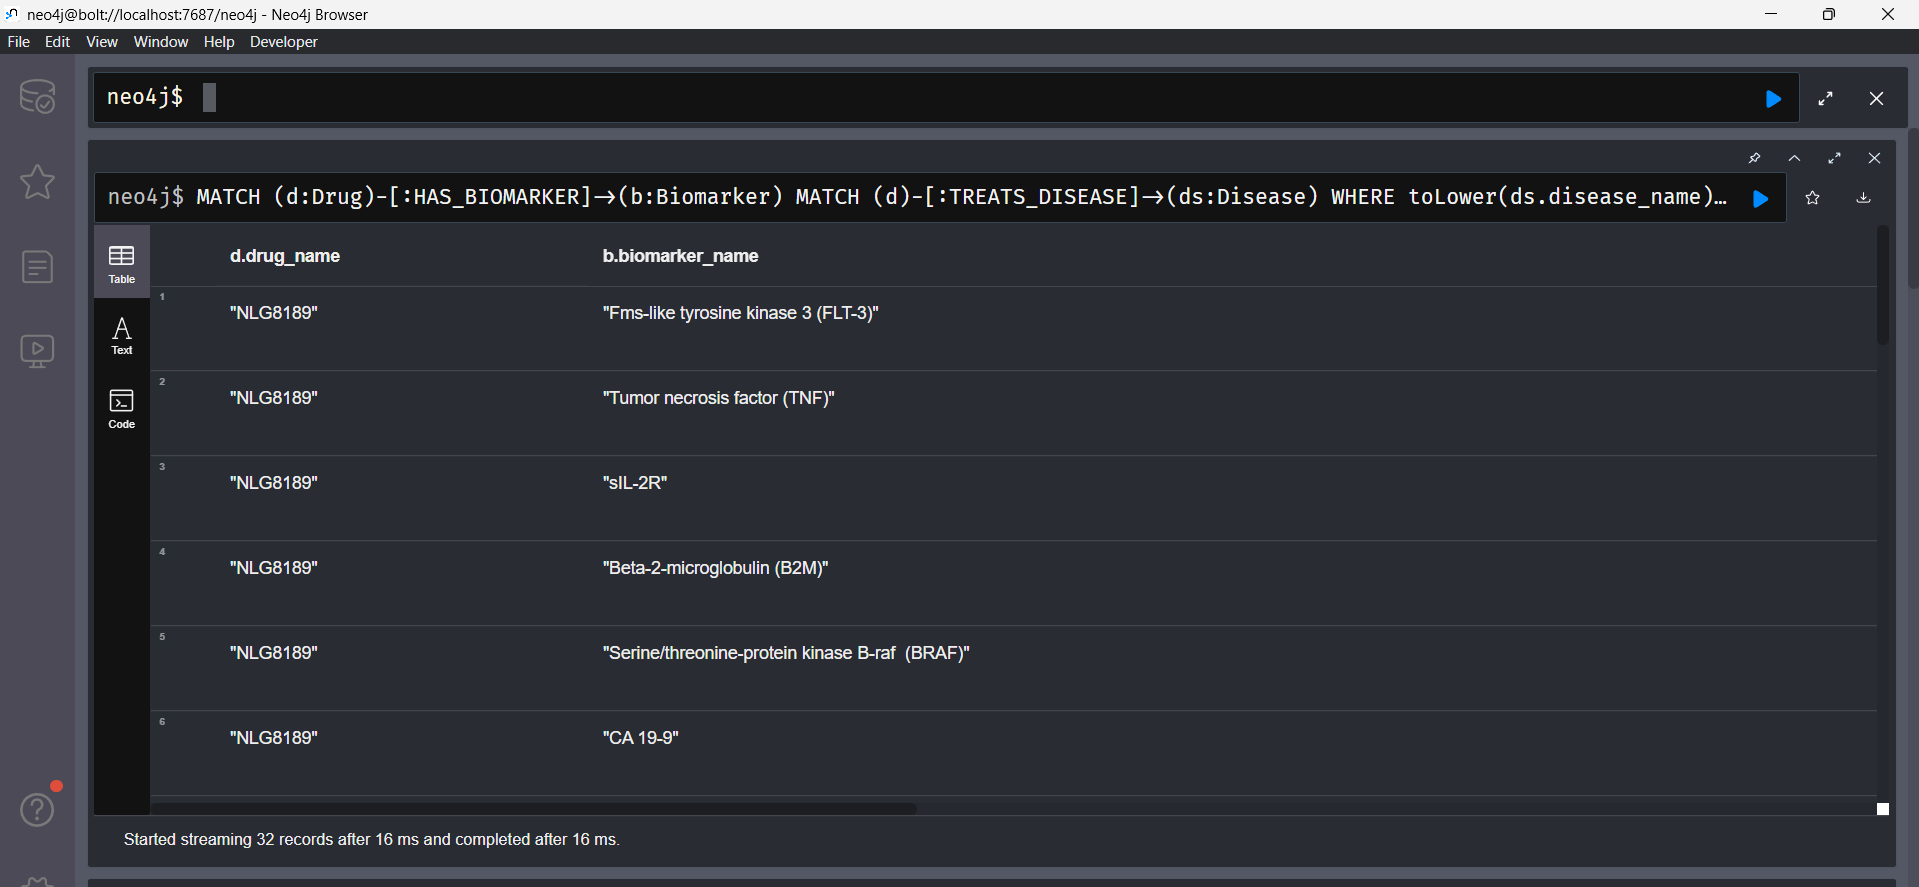 neo4j@bolt://localhost:7687/neo4j - Neo4j Browser
File Edit View Window Help Developer
neo4j$
neo4j$ MATCH (d:Drug)-[:HAS_BIOMARKER]→(b:Biomarker) MATCH (d)-[:TREATS_DISEASE]→(ds:Disease) WHERE toLower(ds.disease_name)…
Table
Text
Code
d.drug_name b.biomarker_name
1 "NLG8189" "Fms-like tyrosine kinase 3 (FLT-3)"
2 "NLG8189" "Tumor necrosis factor (TNF)"
3 "NLG8189" "sIL-2R"
4 "NLG8189" "Beta-2-microglobulin (B2M)"
5 "NLG8189" "Serine/threonine-protein kinase B-raf  (BRAF)"
6 "NLG8189" "CA 19-9"
Started streaming 32 records after 16 ms and completed after 16 ms.